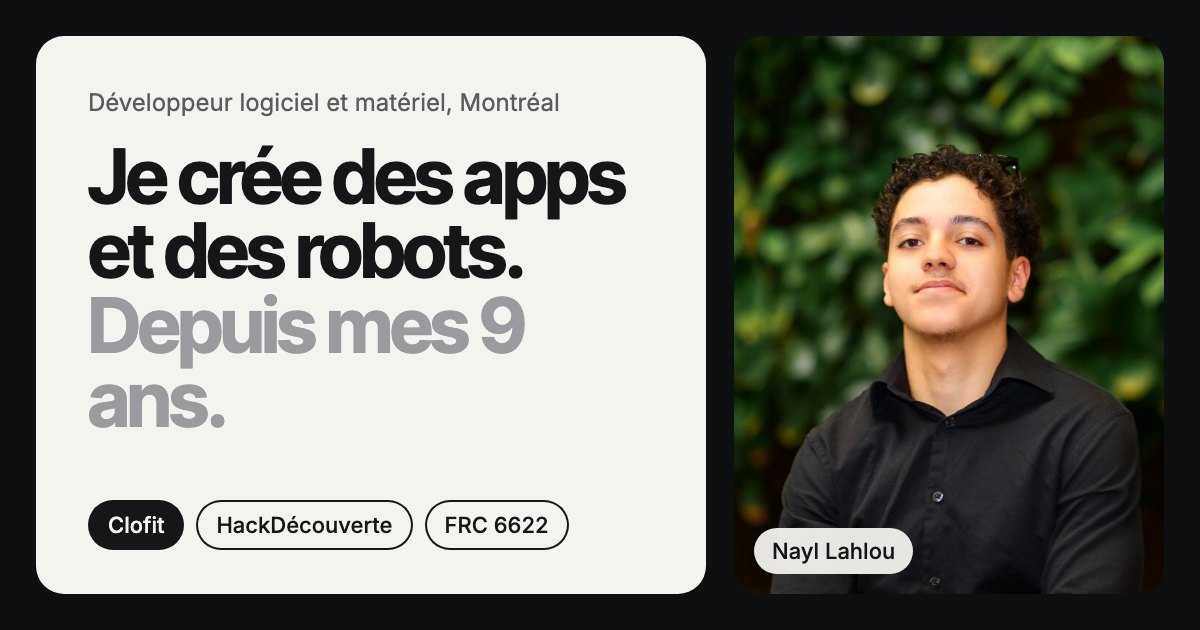 Développeur logiciel et matériel, Montréal
Je crée des apps
et des robots.
Depuis mes 9
ans.
Clofit
HackDécouverte
FRC 6622
Nayl Lahlou